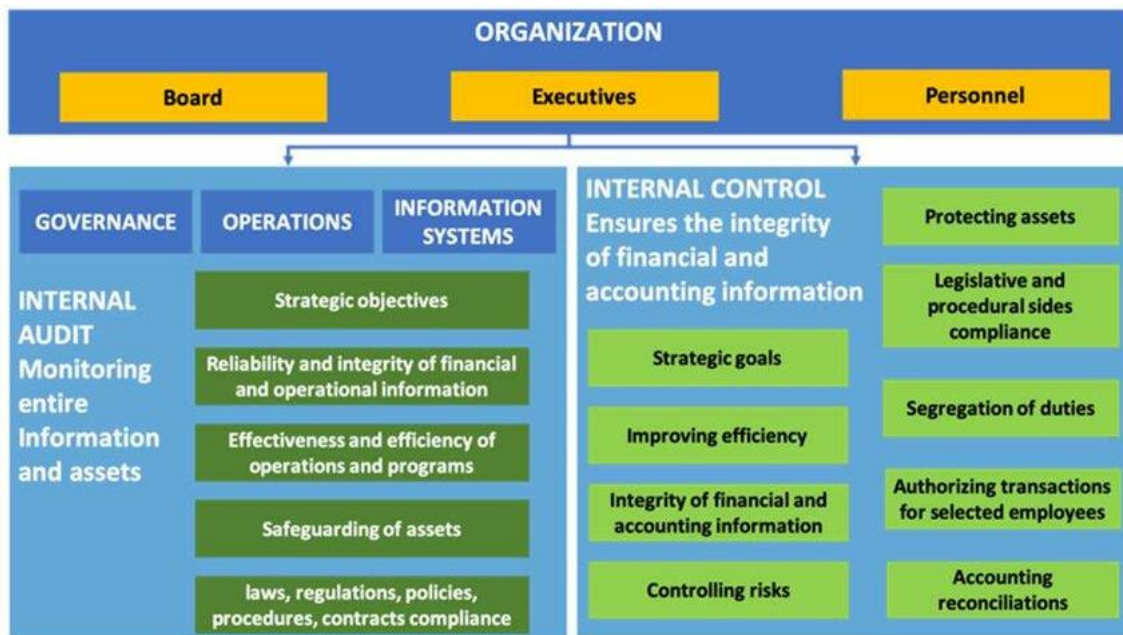 ORGANIZATION
Board
Executives
Personnel
GOVERNANCE
OPERATIONS
INFORMATION
SYSTEMS
INTERNAL
AUDIT
Monitoring
entire
Information
and assets
Strategic objectives
Reliability and integrity of financial
and operational information
Effectiveness and efficiency of
operations and programs
Safeguarding of assets
laws, regulations, policies,
procedures, contracts compliance
INTERNAL CONTROL
Ensures the integrity
of financial and
accounting information
Strategic goals
Improving efficiency
Integrity of financial and
accounting information
Controlling risks
Protecting assets
Legislative and
procedural sides
compliance
Segregation of duties
Authorizing transactions
for selected employees
Accounting
reconciliations